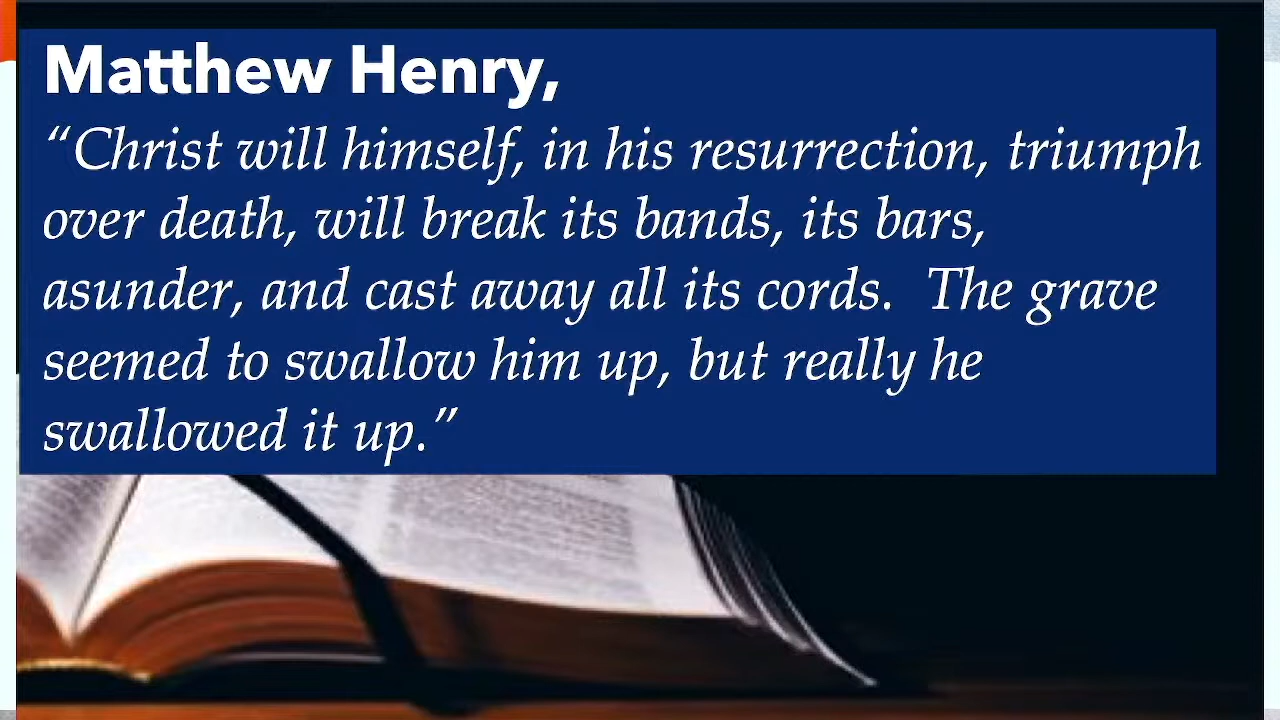 Matthew Henry,
“Christ will himself, in his resurrection, triumph
over death, will break its bands, its bars,
asunder, and cast away all its cords.  The grave
seemed to swallow him up, but really he
swallowed it up.”